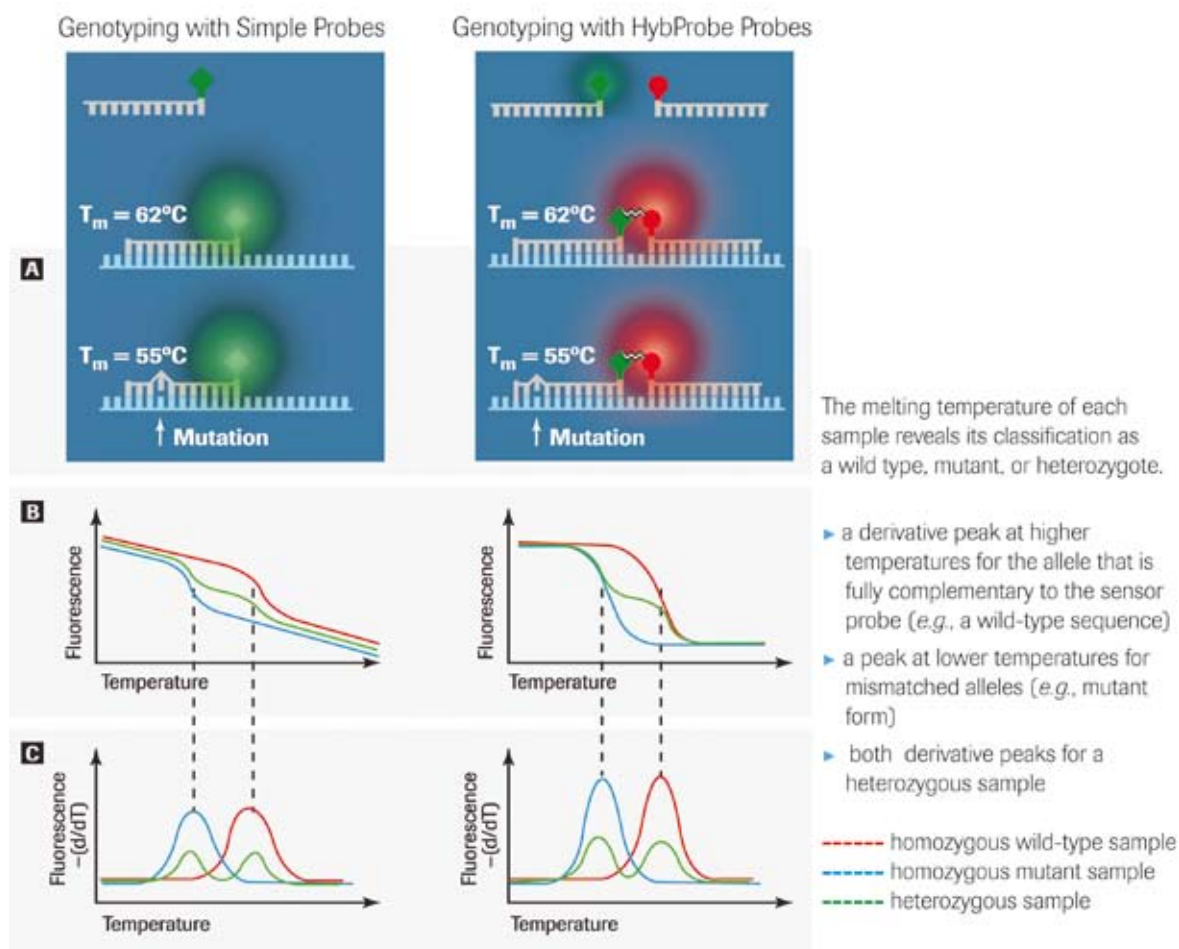 Genotyping with Simple Probes
Genotyping with HybProbe Probes
Tm = 62°C
Tm = 62°C
A
Tm = 55°C
Tm = 55°C
Mutation
Mutation
The melting temperature of each
sample reveals its classification as
a wild type, mutant, or heterozygote.
B
Fluorescence
Temperature
Fluorescence
Temperature
▸ a derivative peak at higher
temperatures for the allele that is
fully complementary to the sensor
probe (e.g., a wild-type sequence)
▸ a peak at lower temperatures for
mismatched alleles (e.g., mutant
form)
▸ both derivative peaks for a
heterozygous sample
C
Fluorescence
–(d/dT)
Temperature
Fluorescence
–(d/dT)
Temperature
homozygous wild-type sample
homozygous mutant sample
heterozygous sample